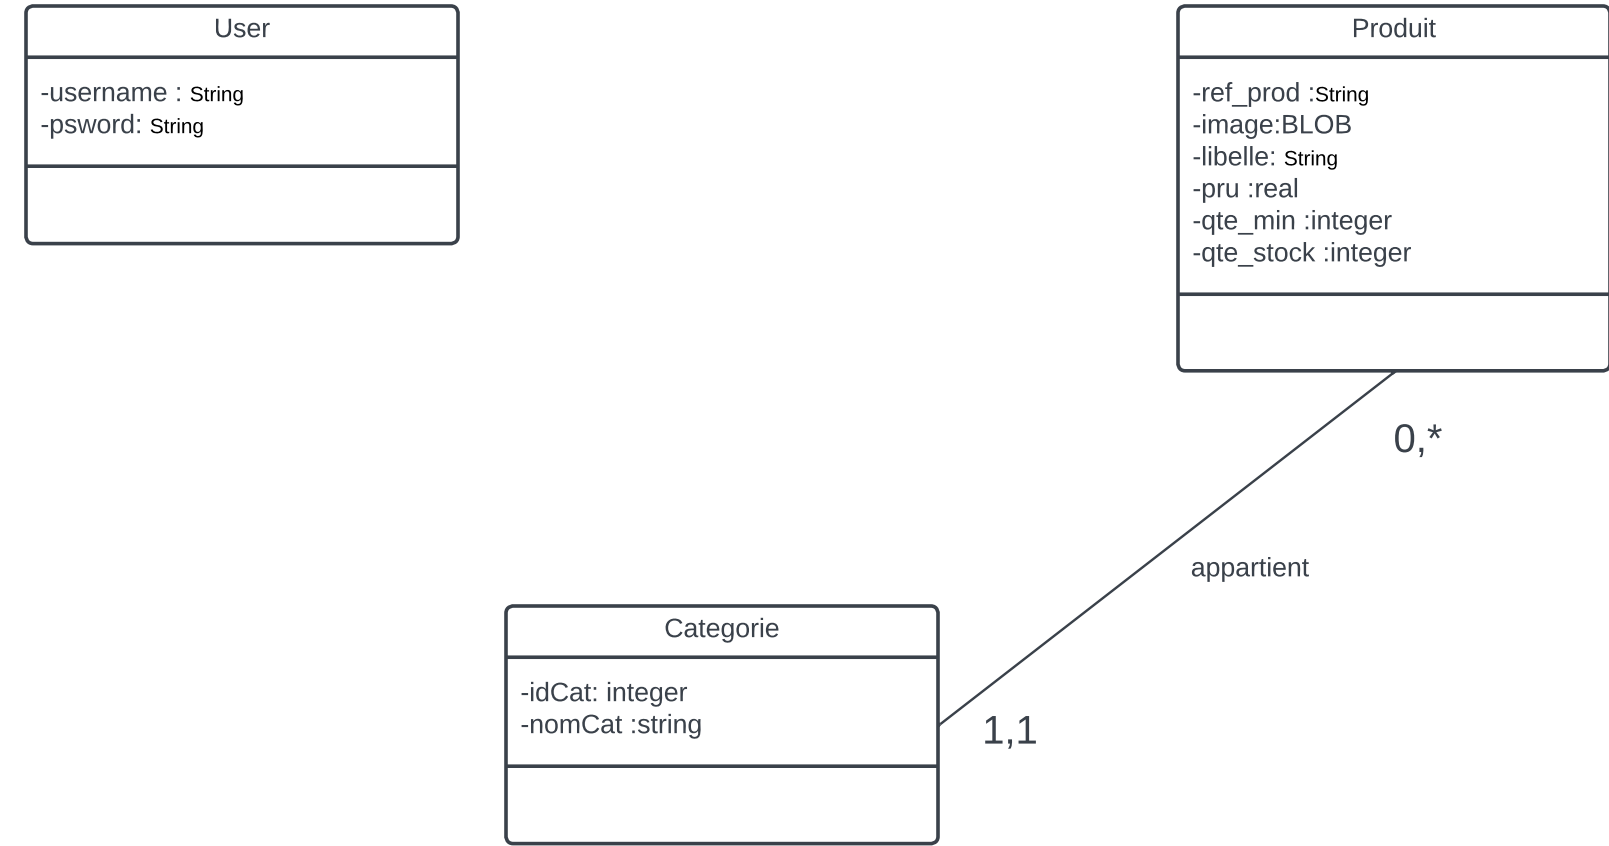 User
-username : String
-psword: String
Produit
-ref_prod :String
-image:BLOB
-libelle: String
-pru :real
-qte_min :integer
-qte_stock :integer
0,*
appartient
Categorie
-idCat: integer
-nomCat :string
1,1